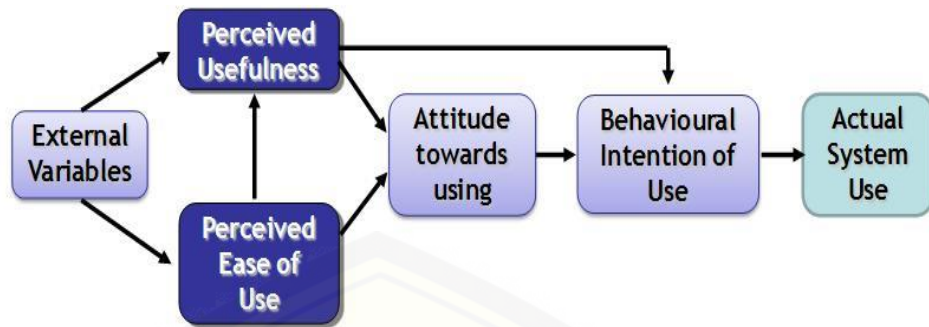 Perceived
Usefulness
External
Variables
Perceived
Ease of
Use
Attitude
towards
using
Behavioural
Intention of
Use
Actual
System
Use